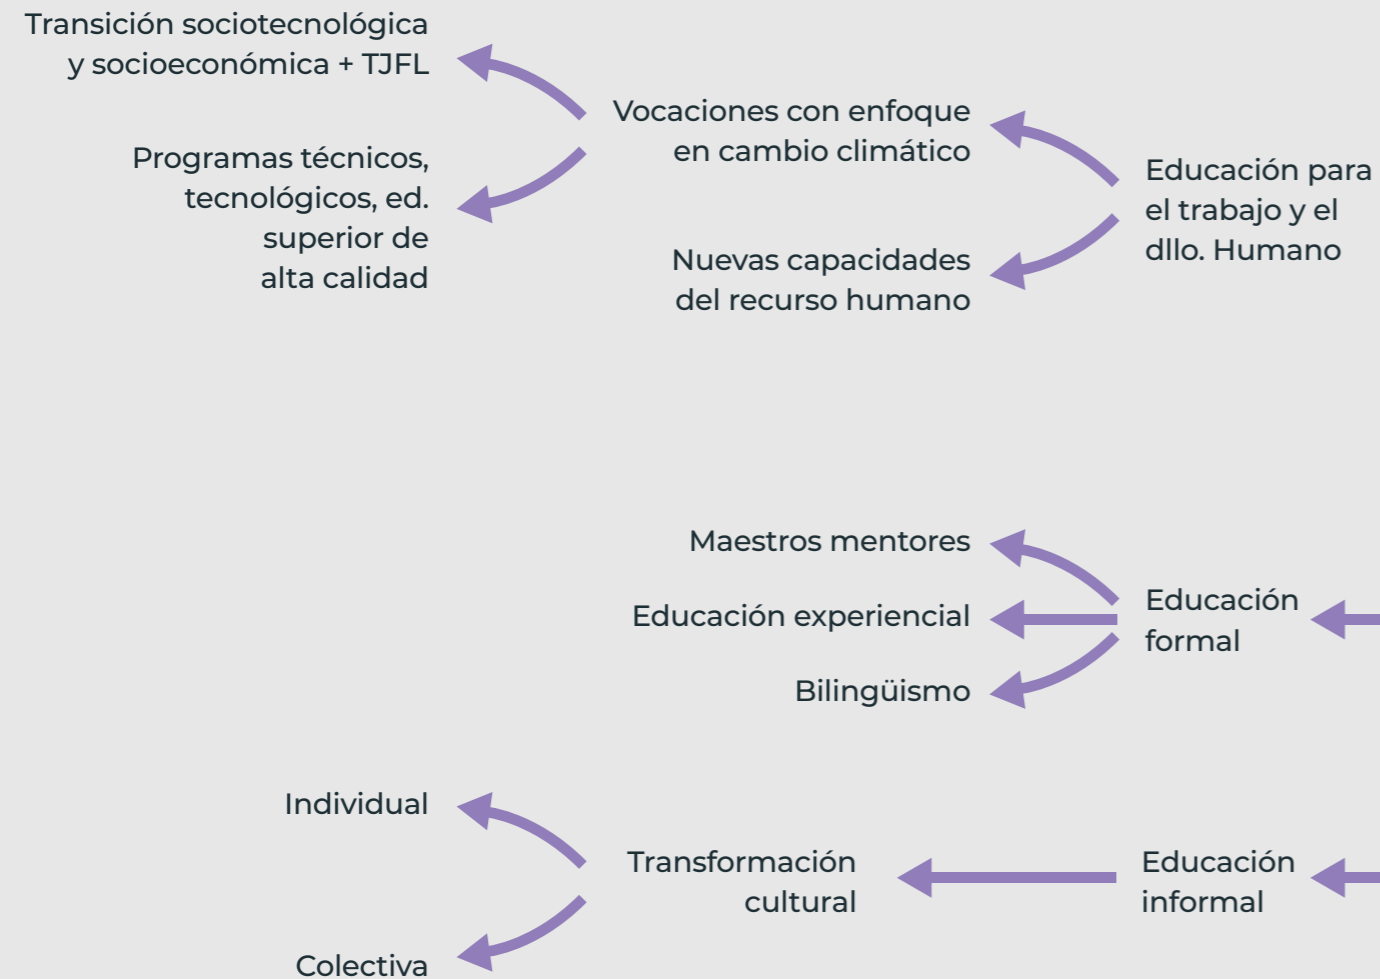 Transición sociotecnológica
y socioeconómica + TJFL
Programas técnicos,
tecnológicos, ed.
superior de
alta calidad
Vocaciones con enfoque
en cambio climático
Nuevas capacidades
del recurso humano
Educación para
el trabajo y el
dllo. Humano
Maestros mentores
Educación experiencial
Bilingüismo
Educación
formal
Individual
Colectiva
Transformación
cultural
Educación
informal